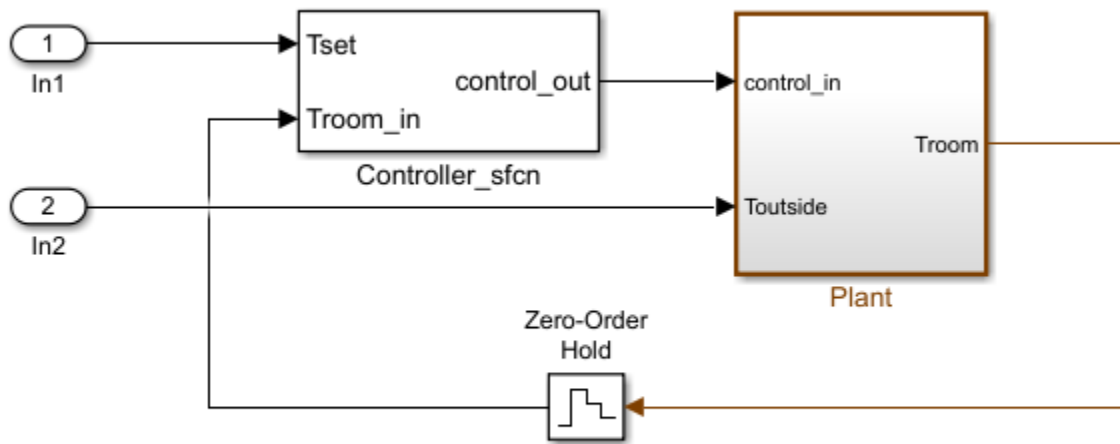 1
In1
Tset
Troom_in
control_out
Controller_sfcn
control_in
Troom
Toutside
Plant
2
In2
Zero-Order
Hold